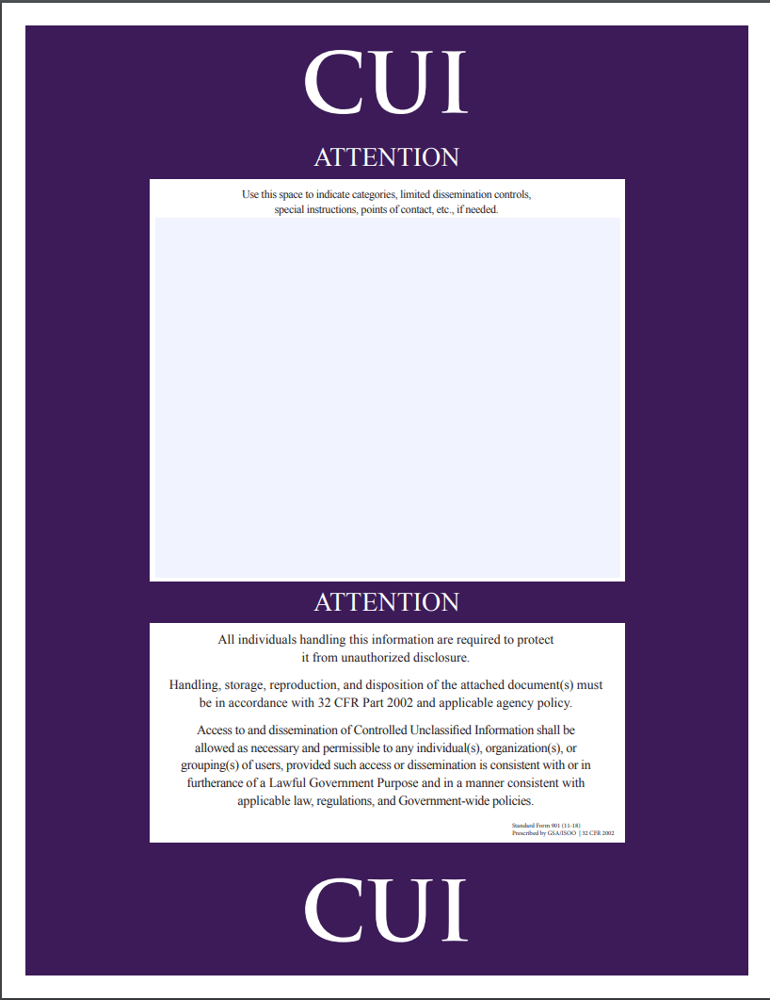 CUI
ATTENTION
Use this space to indicate categories, limited dissemination controls,
special instructions, points of contact, etc., if needed.
ATTENTION
All individuals handling this information are required to protect
it from unauthorized disclosure.
Handling, storage, reproduction, and disposition of the attached document(s) must
be in accordance with 32 CFR Part 2002 and applicable agency policy.
Access to and dissemination of Controlled Unclassified Information shall be
allowed as necessary and permissible to any individual(s), organization(s), or
grouping(s) of users, provided such access or dissemination is consistent with or in
furtherance of a Lawful Government Purpose and in a manner consistent with
applicable law, regulations, and Government-wide policies.
Standard Form 901 (11-18)
Prescribed by GSA/ISOO | 32 CFR 2002
CUI